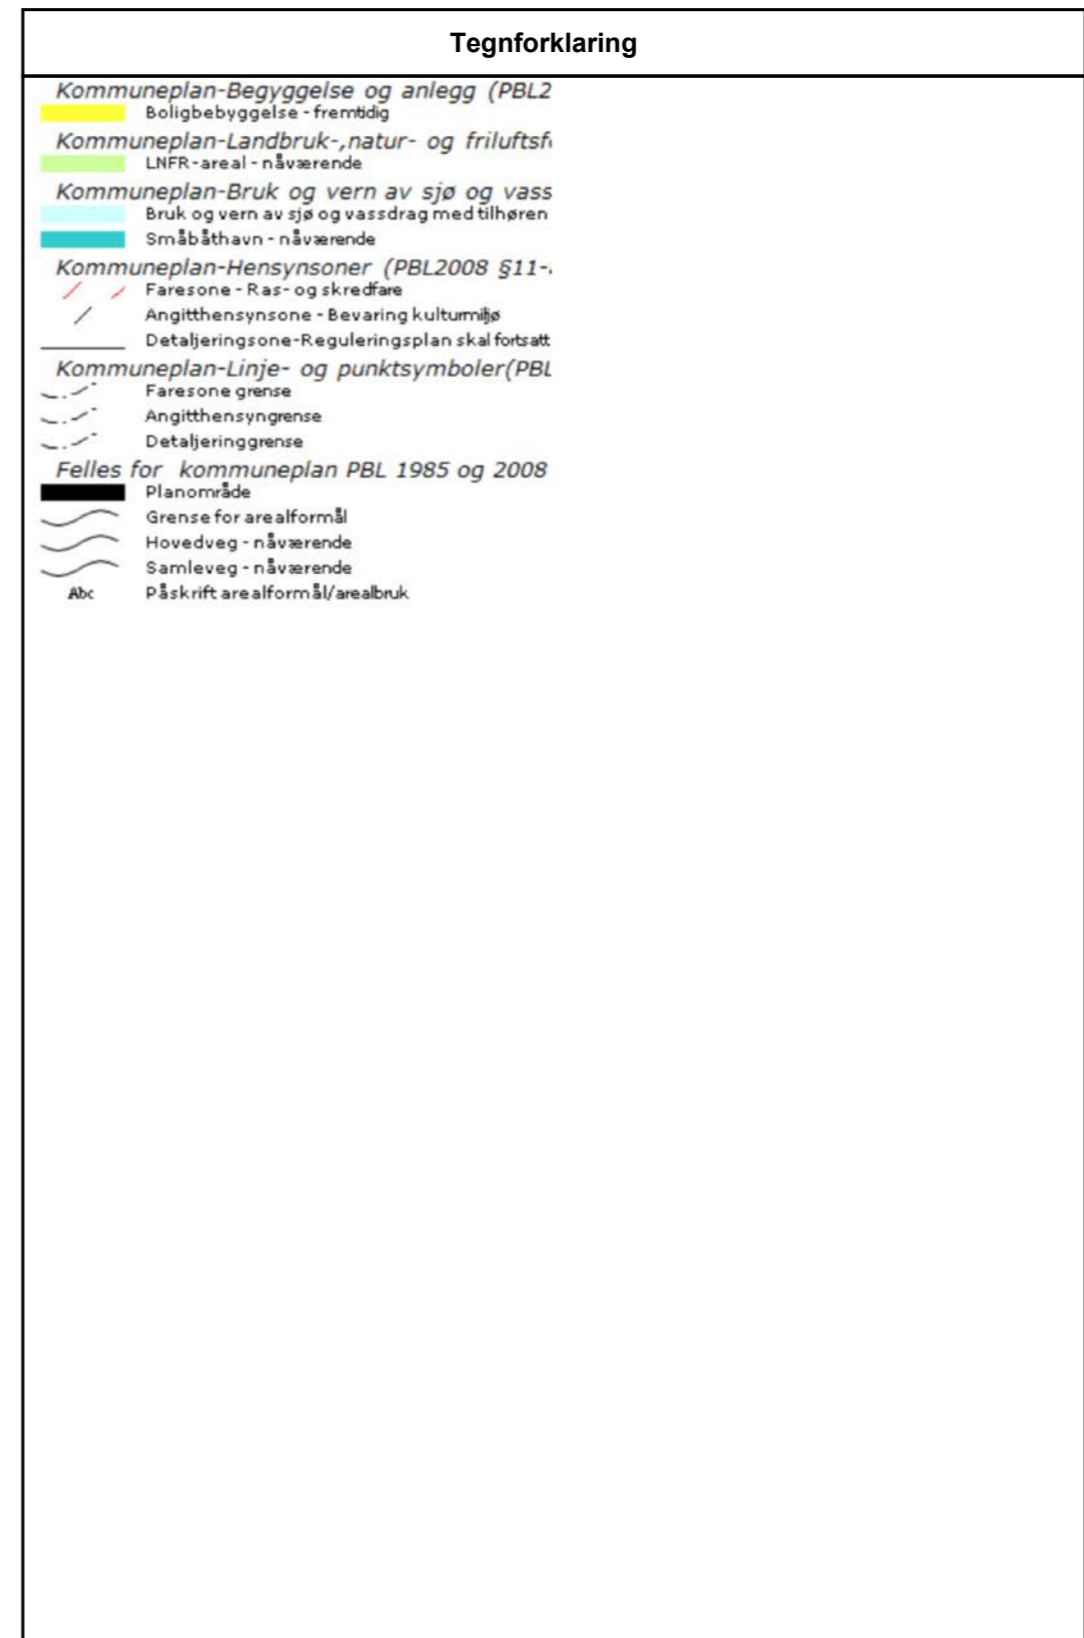 Tegnforklaring
Kommuneplan-Begyggelse og anlegg (PBL2
Boligbebyggelse - fremtidig
Kommuneplan-Landbruk-,natur- og friluftsf
LNFR-areal - nåværende
Kommuneplan-Bruk og vern av sjø og vass
Bruk og vern av sjø og vassdrag med tilhøren
Småbåthavn - nåværende
Kommuneplan-Hensynsoner (PBL2008 §11-
Faresone - Ras- og skredfare
Angitthensynsone - Bevaring kulturmiljø
Detaljeringsone-Reguleringsplan skal fortsatt
Kommuneplan-Linje- og punktsymboler(PBL
Faresone grense
Angitthensyngrense
Detaljeringgrense
Felles for kommuneplan PBL 1985 og 2008
Planområde
Grense for arealformål
Hovedveg - nåværende
Samleveg - nåværende
Abc Påskrift arealformål/arealbruk